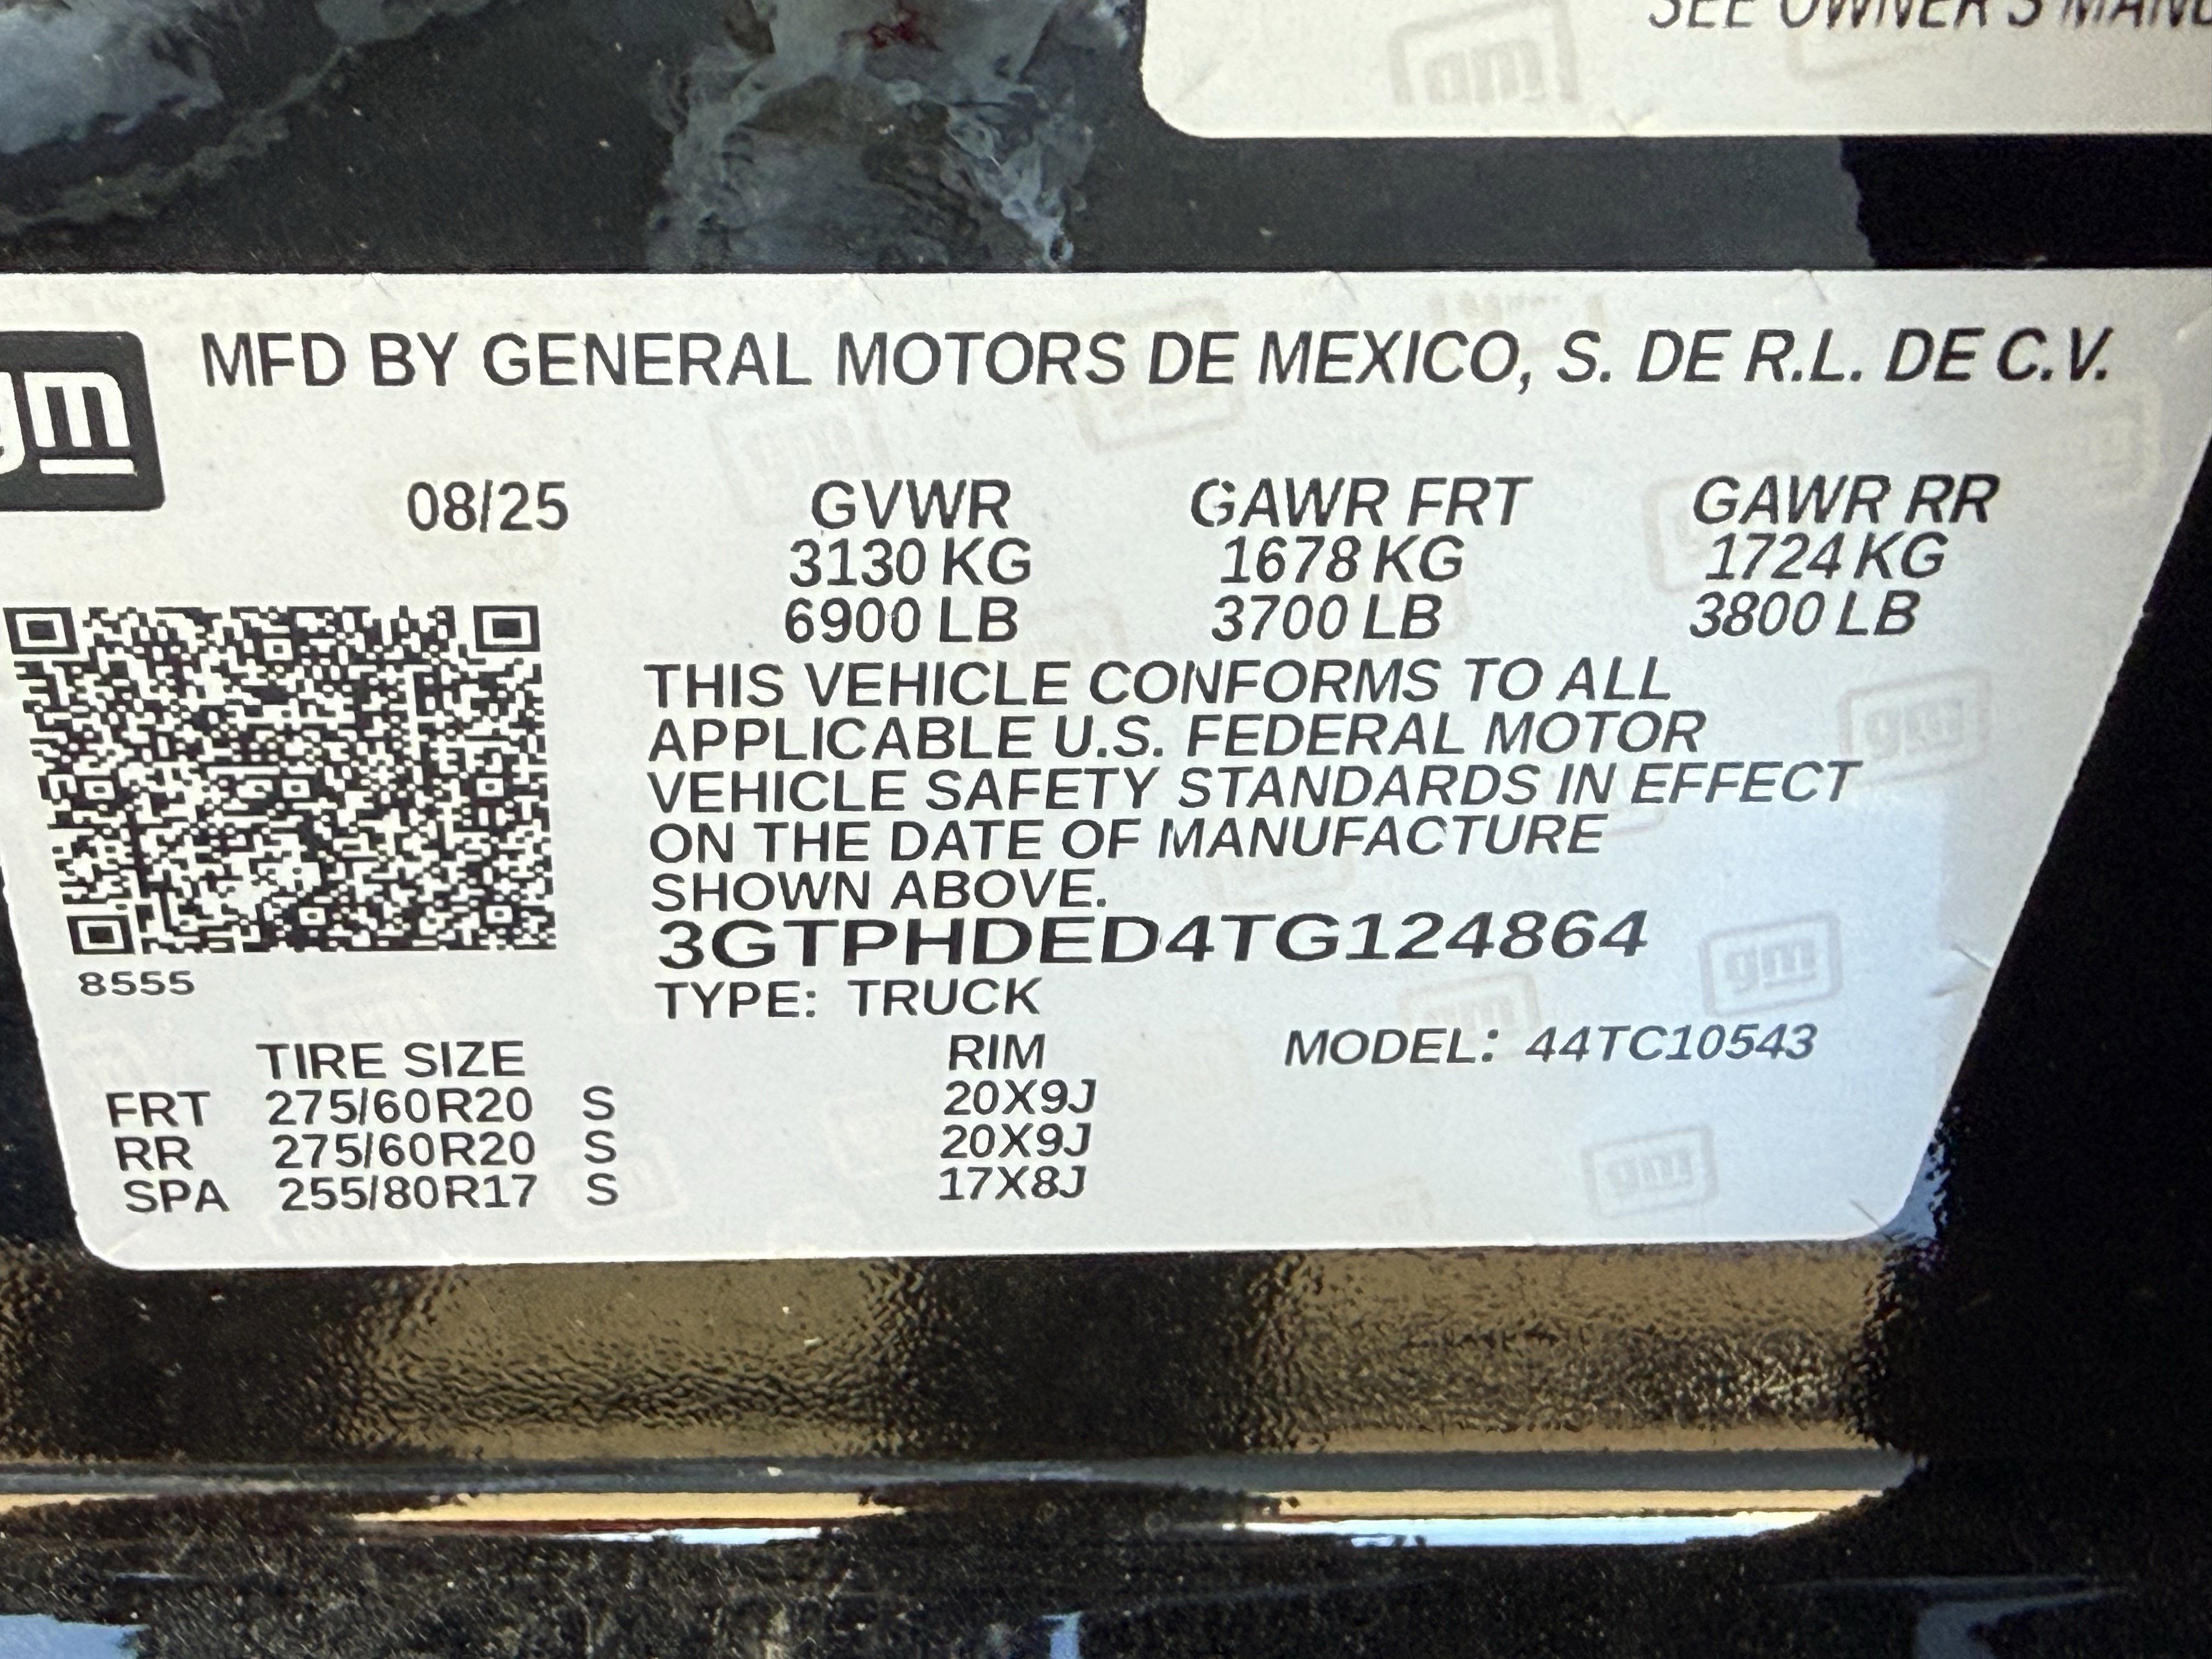 SEE OWNER'S
gm
MFD BY GENERAL MOTORS DE MEXICO, S. DE R.L. DE C.V.
08/25 GVWR GAWR FRT GAWR RR
3130 KG 1678 KG 1724 KG
6900 LB 3700 LB 3800 LB
THIS VEHICLE CONFORMS TO ALL
APPLICABLE U.S. FEDERAL MOTOR
VEHICLE SAFETY STANDARDS IN EFFECT
ON THE DATE OF MANUFACTURE
SHOWN ABOVE.
3GTPHDED4TG124864
8555
TYPE: TRUCK
TIRE SIZE RIM MODEL: 44TC10543
FRT 275/60R20 S 20X9J
RR 275/60R20 S 20X9J
SPA 255/80R17 S 17X8J